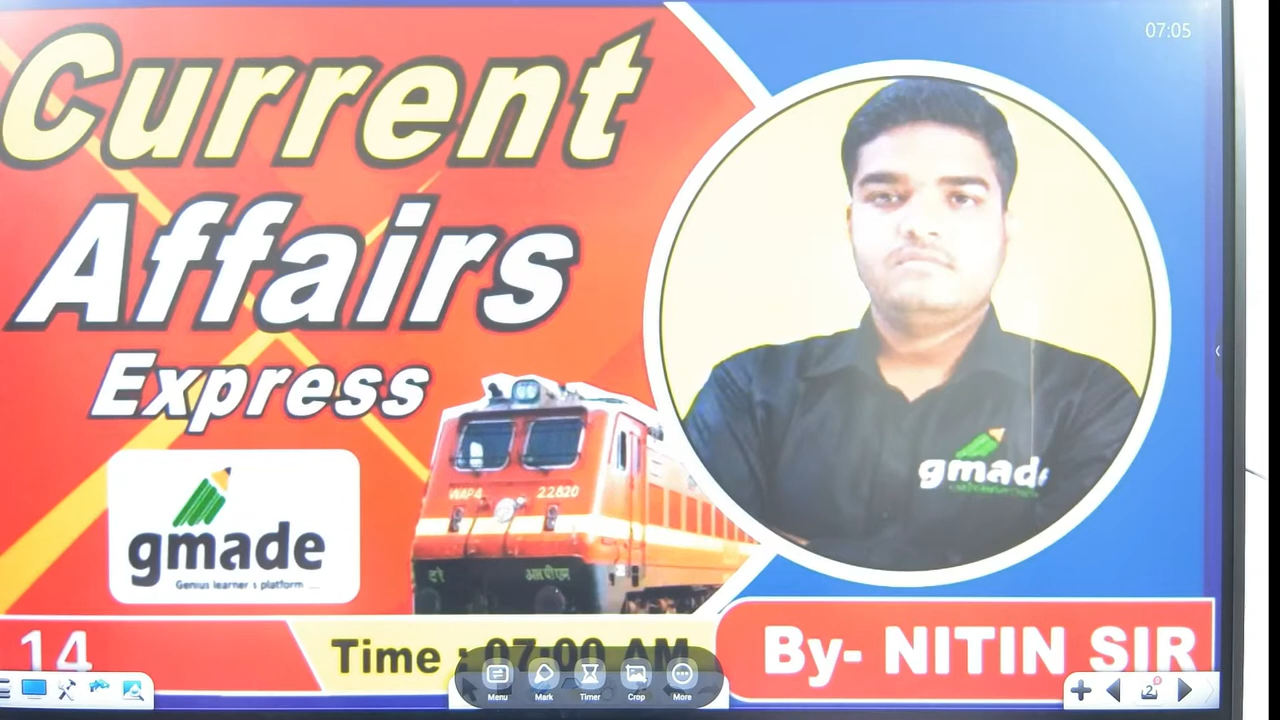 07:05
Current
Affairs
Express
gmade
Genius learner's platform
WAP4 22820
gmade
14
Time : 07:00 AM
By- NITIN SIR
Menu Mark Timer Crop More
2